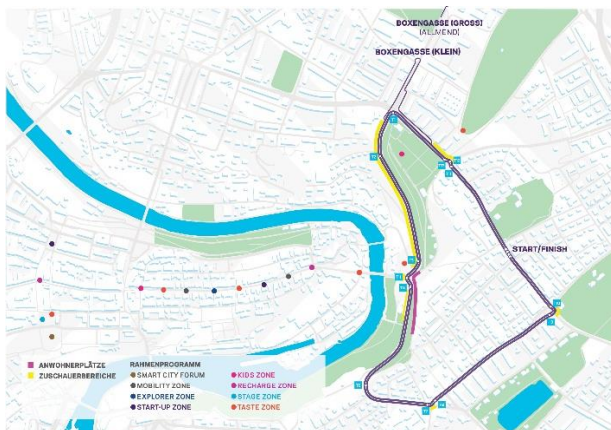 BOXENGASSE (GROSS)
(ALLMEND)
BOXENGASSE (KLEIN)
START/FINISH
ANWOHNERPLÄTZE
ZUSCHAUERBEREICHE
RAHMENPROGRAMM
SMART CITY FORUM
MOBILITY ZONE
EXPLORER ZONE
START-UP ZONE
KIDS ZONE
RECHARGE ZONE
STAGE ZONE
TASTE ZONE